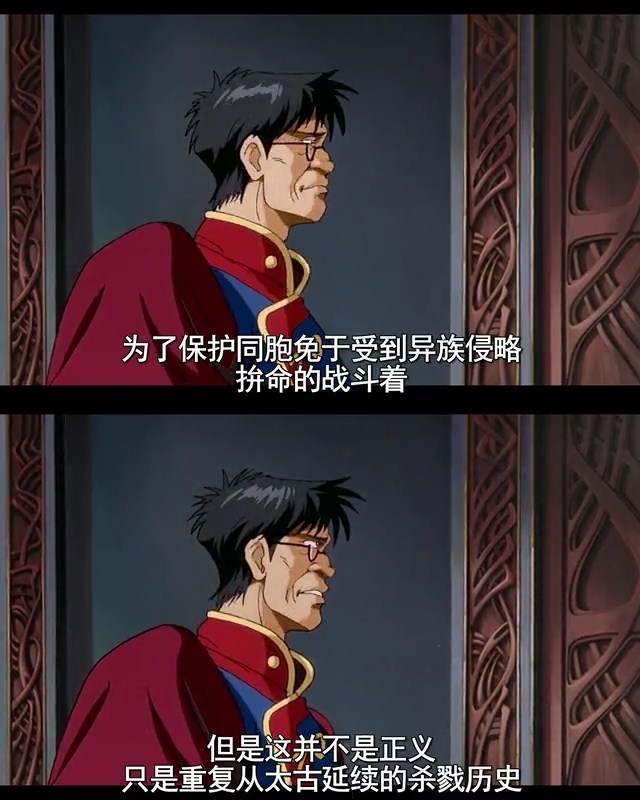 为了保护同胞免于受到异族侵略
拚命的战斗着
但是这并不是正义
只是重复从太古延续的杀戮历史